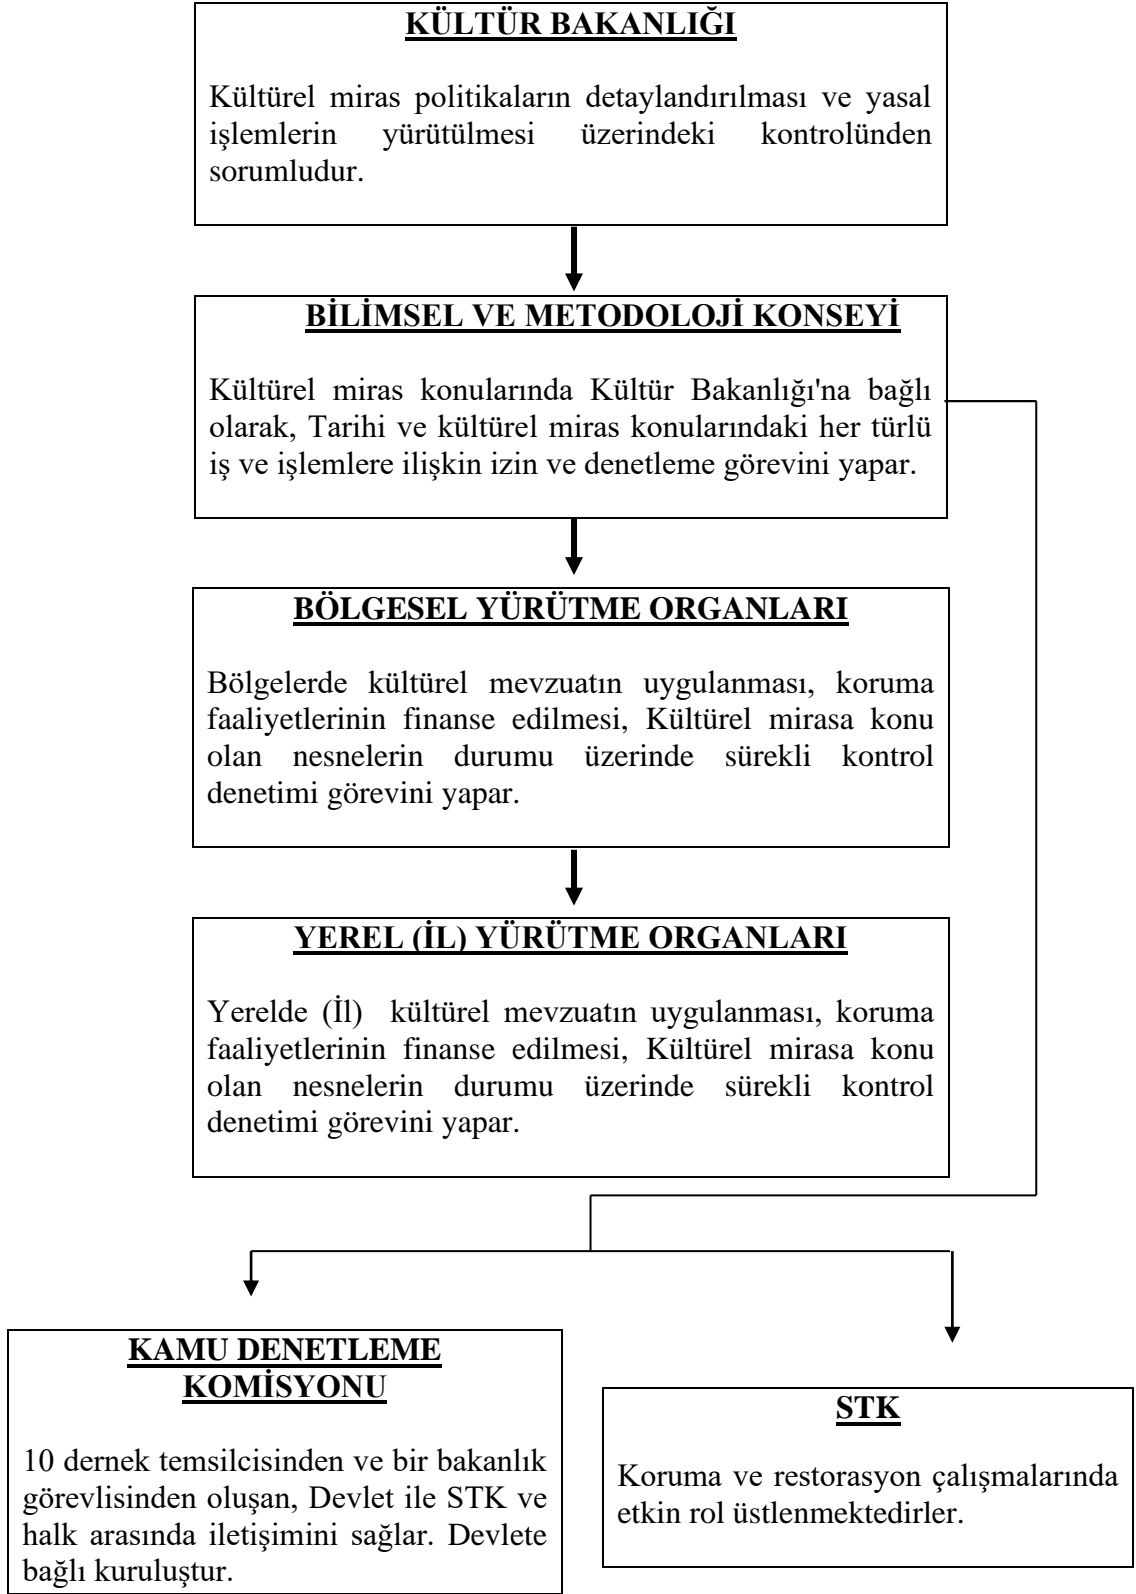 KÜLTÜR BAKANLIĞI
Kültürel miras politikaların detaylandırılması ve yasal
işlemlerin yürütülmesi üzerindeki kontrolünden
sorumludur.
BİLİMSEL VE METODOLOJİ KONSEYİ
Kültürel miras konularında Kültür Bakanlığı'na bağlı
olarak, Tarihi ve kültürel miras konularındaki her türlü
iş ve işlemlere ilişkin izin ve denetleme görevini yapar.
BÖLGESEL YÜRÜTME ORGANLARI
Bölgelerde kültürel mevzuatın uygulanması, koruma
faaliyetlerinin finanse edilmesi, Kültürel mirasa konu
olan nesnelerin durumu üzerinde sürekli kontrol
denetimi görevini yapar.
YEREL (İL) YÜRÜTME ORGANLARI
Yerelde (İl) kültürel mevzuatın uygulanması, koruma
faaliyetlerinin finanse edilmesi, Kültürel mirasa konu
olan nesnelerin durumu üzerinde sürekli kontrol
denetimi görevini yapar.
KAMU DENETLEME
KOMİSYONU
10 dernek temsilcisinden ve bir bakanlık
görevlisinden oluşan, Devlet ile STK ve
halk arasında iletişimini sağlar. Devlete
bağlı kuruluştur.
STK
Koruma ve restorasyon çalışmalarında
etkin rol üstlenmektedirler.